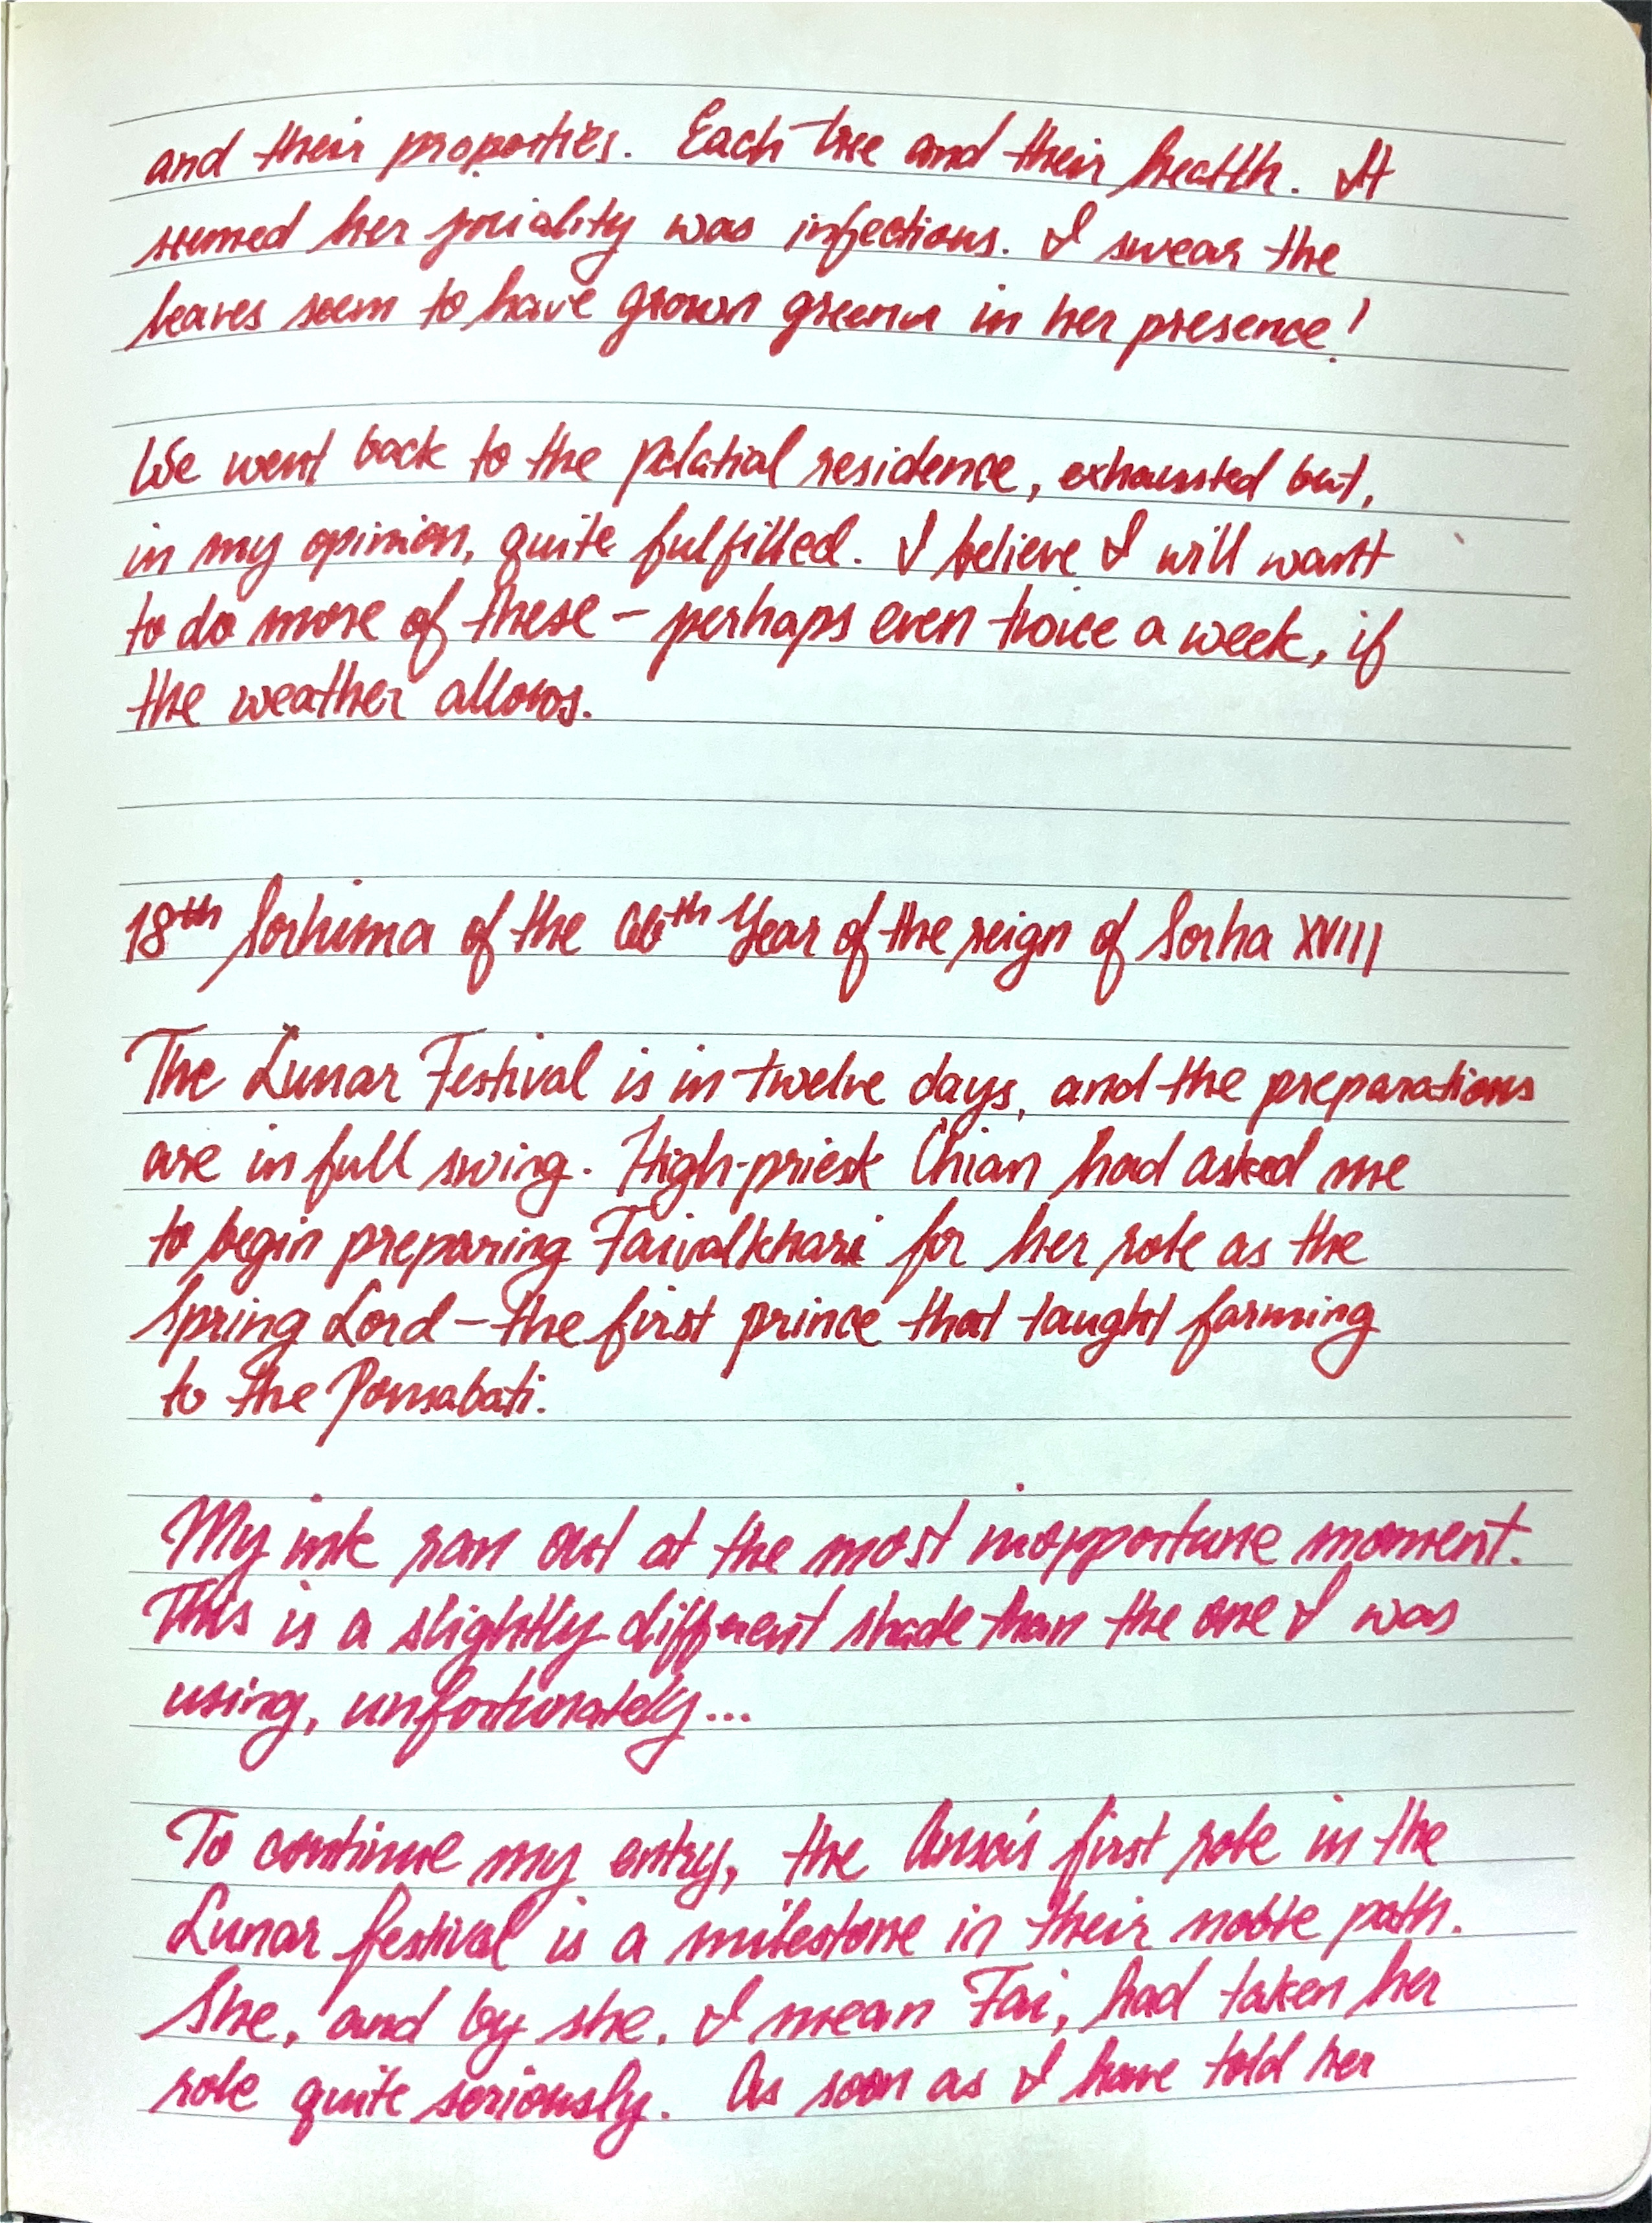 and their properties. Each tree and their health. It
seemed her joviality was infectious. I swear the
leaves seem to have grown greener in her presence!
We went back to the palatial residence, exhausted but,
in my opinion, quite fulfilled. I believe I will want
to do more of these – perhaps even twice a week, if
the weather allows.
18th Sorhima of the 66th Year of the reign of Sorha XVIII
The Lunar Festival is in twelve days, and the preparations
are in full swing. High-priest Chian had asked me
to begin preparing Faivalkhari for her role as the
Spring Lord – the first prince that taught farming
to the Ponsabati.
My ink ran out at the most inopportune moment.
This is a slightly different shade than the one I was
using, unfortunately...
To continue my entry, the Ansa's first role in the
Lunar festival is a milestone in their noble path.
She, and by she, I mean Fai, had taken her
role quite seriously. As soon as I have told her